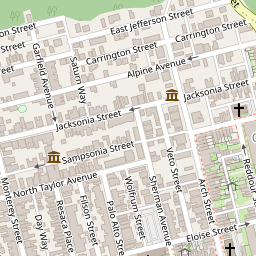 East Jefferson Street
Carrington Street
Carrington Street
Alpine Avenue
Garfield Avenue
Saturn Way
Jacksonia Street
Jacksonia Street
Sampsonia Street
North Taylor Avenue
Monterey Street
Day Way
Resaca Place
Filson Street
Palo Alto Street
Wolfrum Street
Sherman Avenue
Veto Street
Arch Street
Reddour Street
Eloise Street